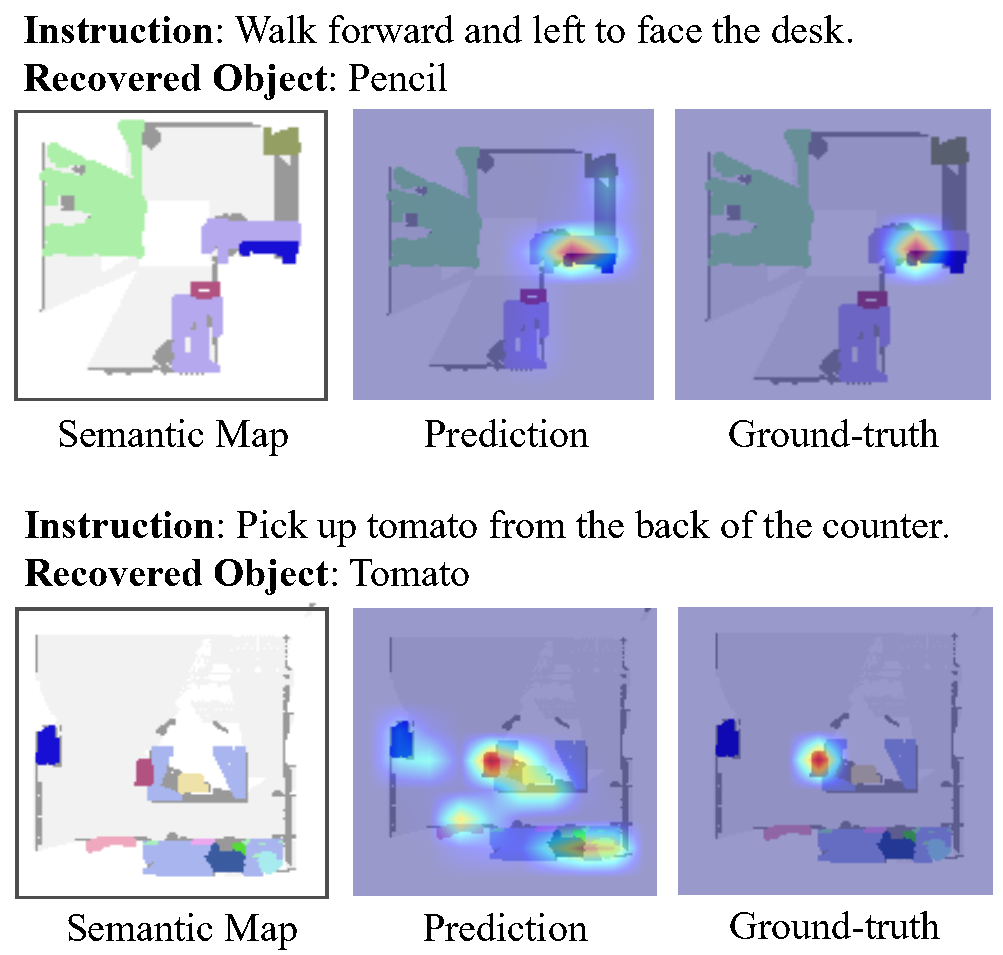 Instruction: Walk forward and left to face the desk.
Recovered Object: Pencil
Semantic Map Prediction Ground-truth
Instruction: Pick up tomato from the back of the counter.
Recovered Object: Tomato
Semantic Map Prediction Ground-truth